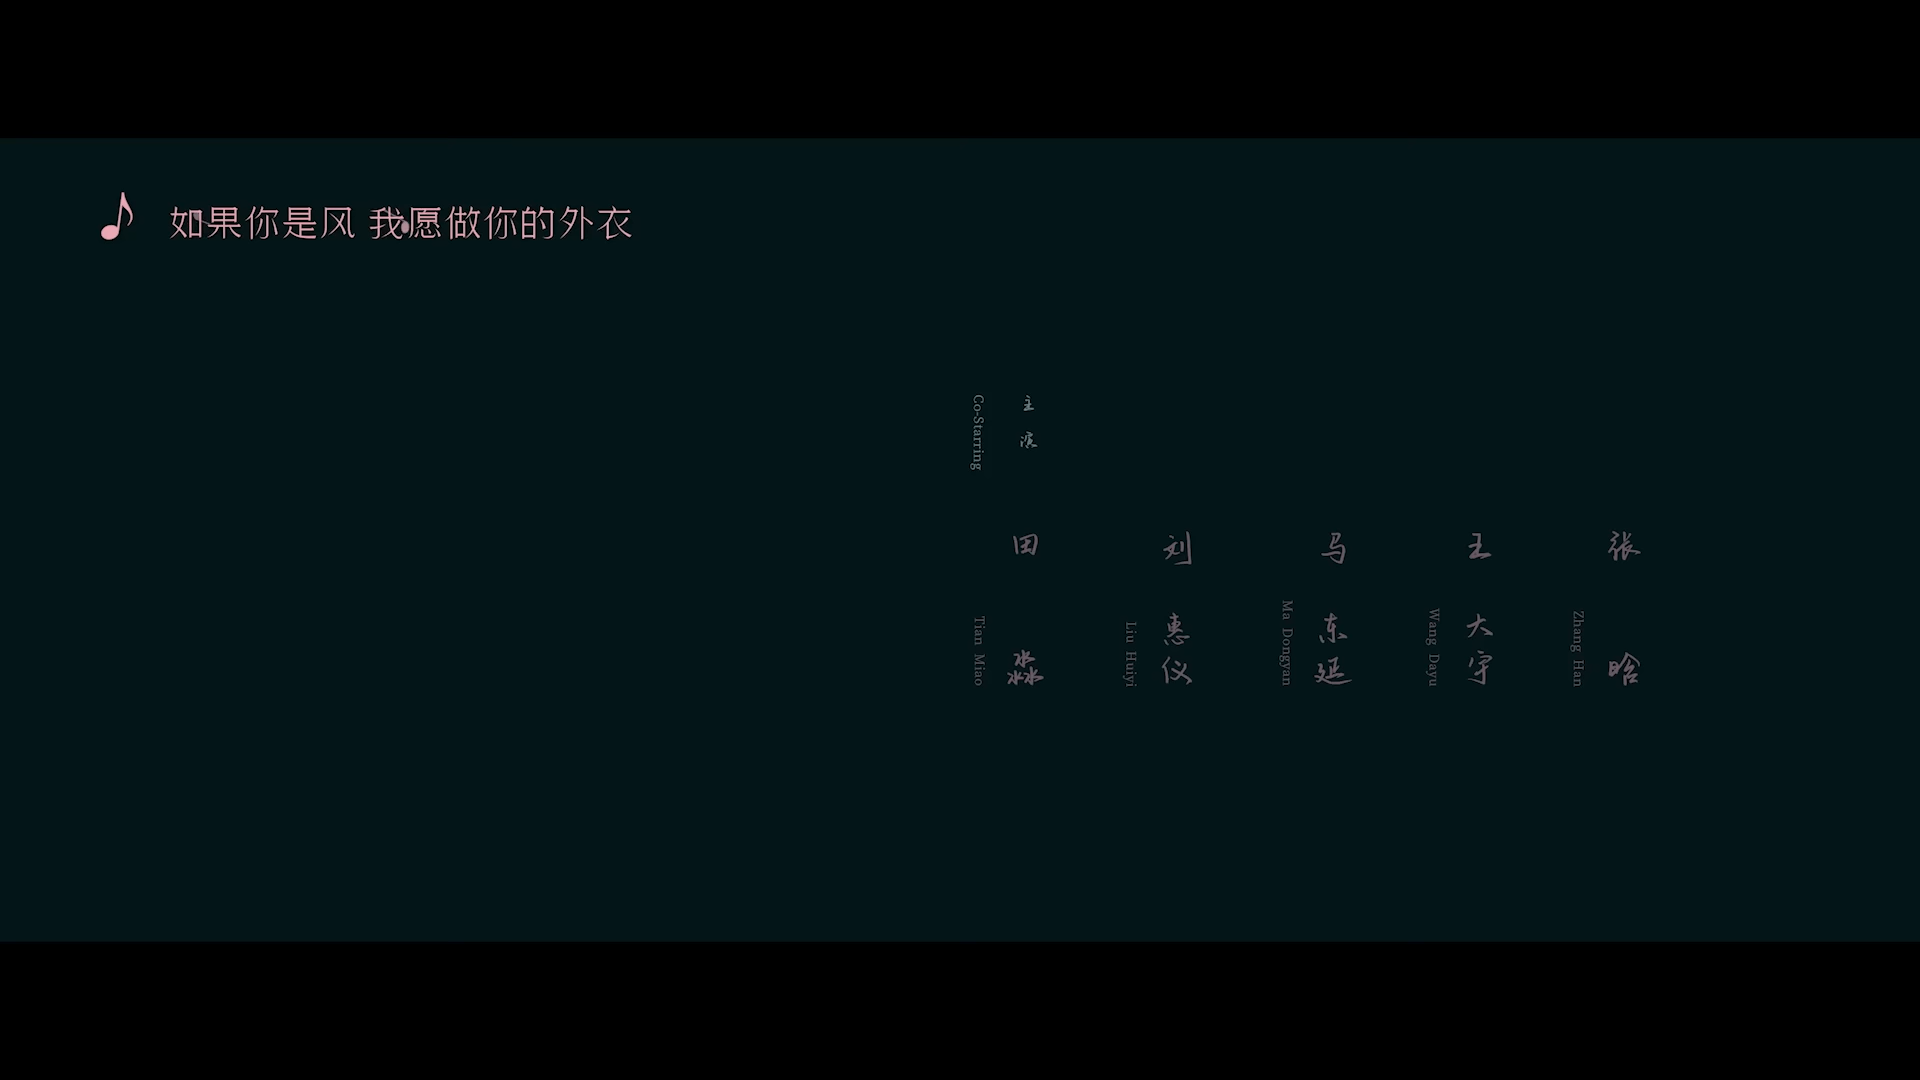 如果你是风 我愿做你的外衣
主演
Co-Starring
田淼
Tian Miao
刘惠仪
Liu Huiyi
马东延
Ma Dongyan
王大宇
Wang Dayu
张晗
Zhang Han